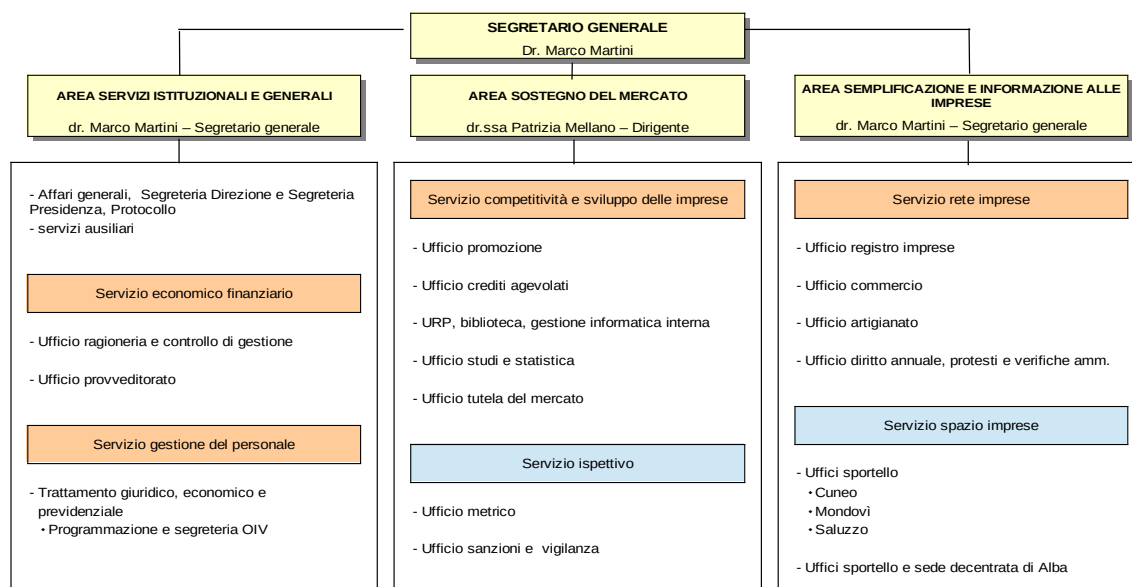 SEGRETARIO GENERALE
Dr. Marco Martini
AREA SERVIZI ISTITUZIONALI E GENERALI
dr. Marco Martini – Segretario generale
- Affari generali, Segreteria Direzione e Segreteria
Presidenza, Protocollo
- servizi ausiliari
Servizio economico finanziario
- Ufficio ragioneria e controllo di gestione
- Ufficio provveditorato
Servizio gestione del personale
- Trattamento giuridico, economico e
previdenziale
• Programmazione e segreteria OIV
AREA SOSTEGNO DEL MERCATO
dr.ssa Patrizia Mellano – Dirigente
Servizio competitività e sviluppo delle imprese
- Ufficio promozione
- Ufficio crediti agevolati
- URP, biblioteca, gestione informatica interna
- Ufficio studi e statistica
- Ufficio tutela del mercato
Servizio ispettivo
- Ufficio metrico
- Ufficio sanzioni e vigilanza
AREA SEMPLIFICAZIONE E INFORMAZIONE ALLE
IMPRESE
dr. Marco Martini – Segretario generale
Servizio rete imprese
- Ufficio registro imprese
- Ufficio commercio
- Ufficio artigianato
- Ufficio diritto annuale, protesti e verifiche amm.
Servizio spazio imprese
- Uffici sportello
• Cuneo
• Mondovì
• Saluzzo
- Uffici sportello e sede decentrata di Alba